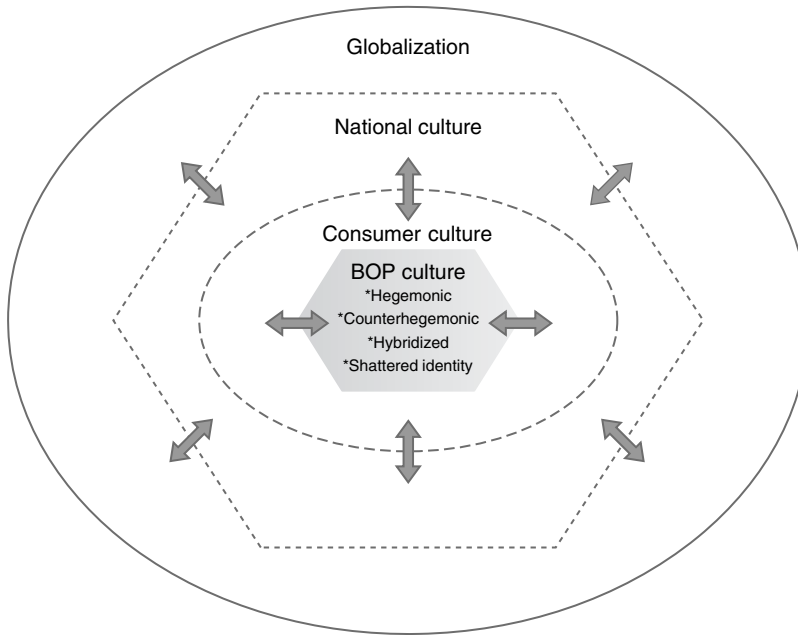 Globalization
National culture
Consumer culture
BOP culture
*Hegemonic
*Counterhegemonic
*Hybridized
*Shattered identity